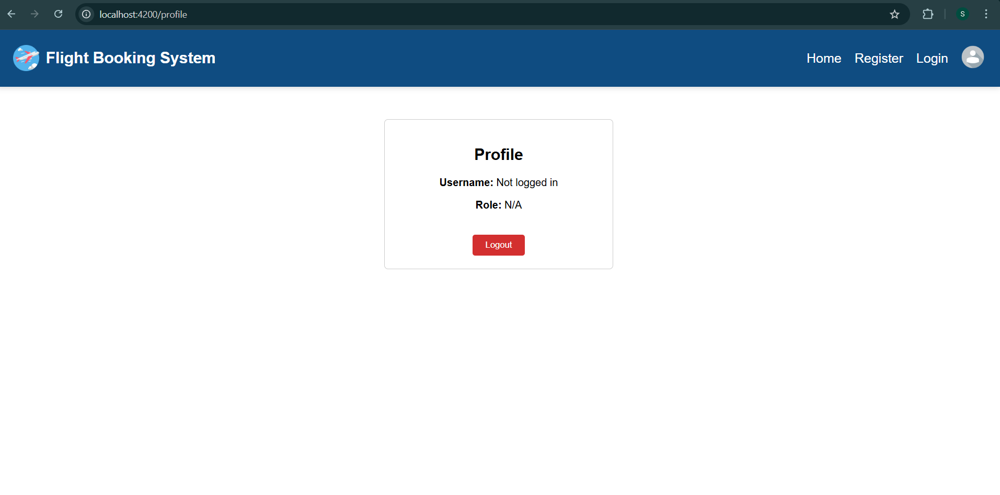 localhost:4200/profile
S
Flight Booking System
Home Register Login
Profile
Username: Not logged in
Role: N/A
Logout